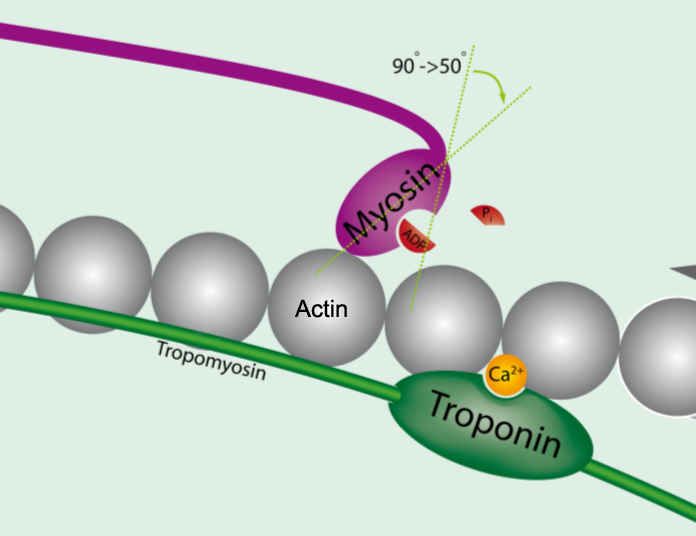 90°->50°
Myosin
Pi
ADP
Actin
Tropomyosin
Ca²⁺
Troponin